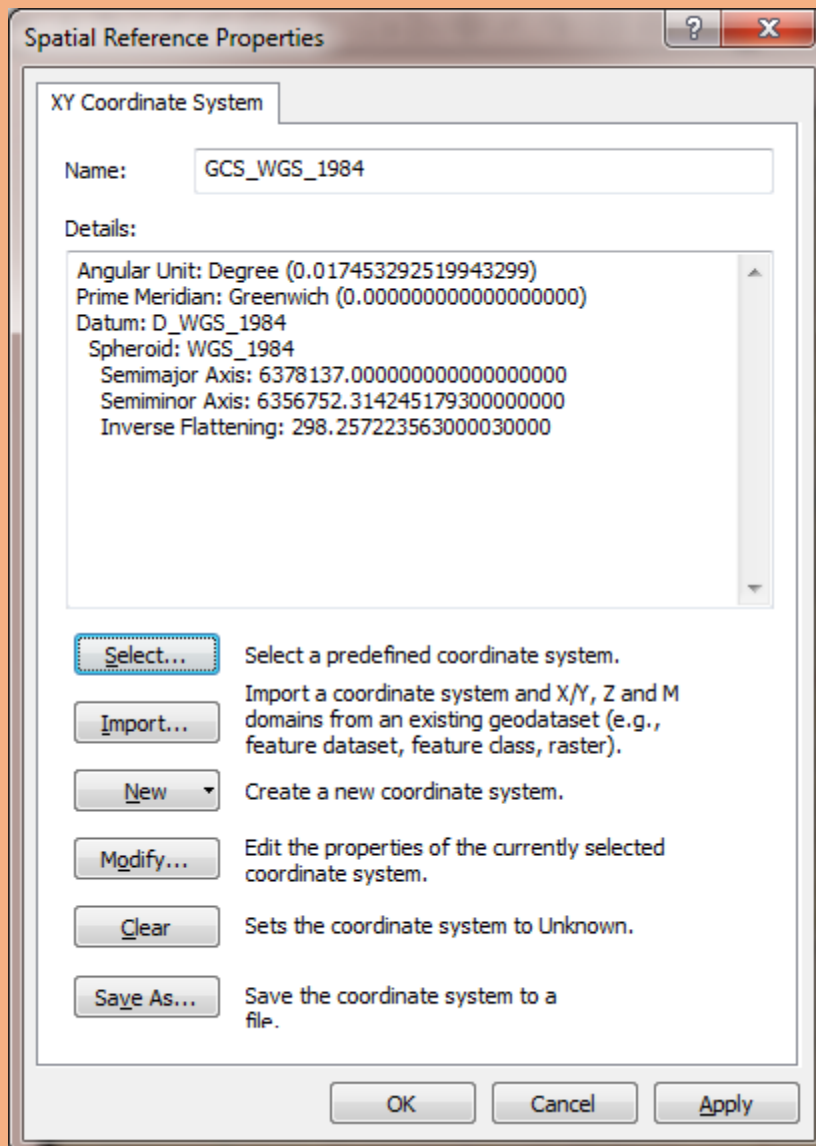 Spatial Reference Properties
XY Coordinate System
Name: GCS_WGS_1984
Details:
Angular Unit: Degree (0.017453292519943299)
Prime Meridian: Greenwich (0.000000000000000000)
Datum: D_WGS_1984
Spheroid: WGS_1984
Semimajor Axis: 6378137.000000000000000000
Semiminor Axis: 6356752.314245179300000000
Inverse Flattening: 298.257223563000030000
Select... Select a predefined coordinate system.
Import... Import a coordinate system and X/Y, Z and M
domains from an existing geodataset (e.g.,
feature dataset, feature class, raster).
New Create a new coordinate system.
Modify... Edit the properties of the currently selected
coordinate system.
Clear Sets the coordinate system to Unknown.
Save As... Save the coordinate system to a
file.
OK Cancel Apply